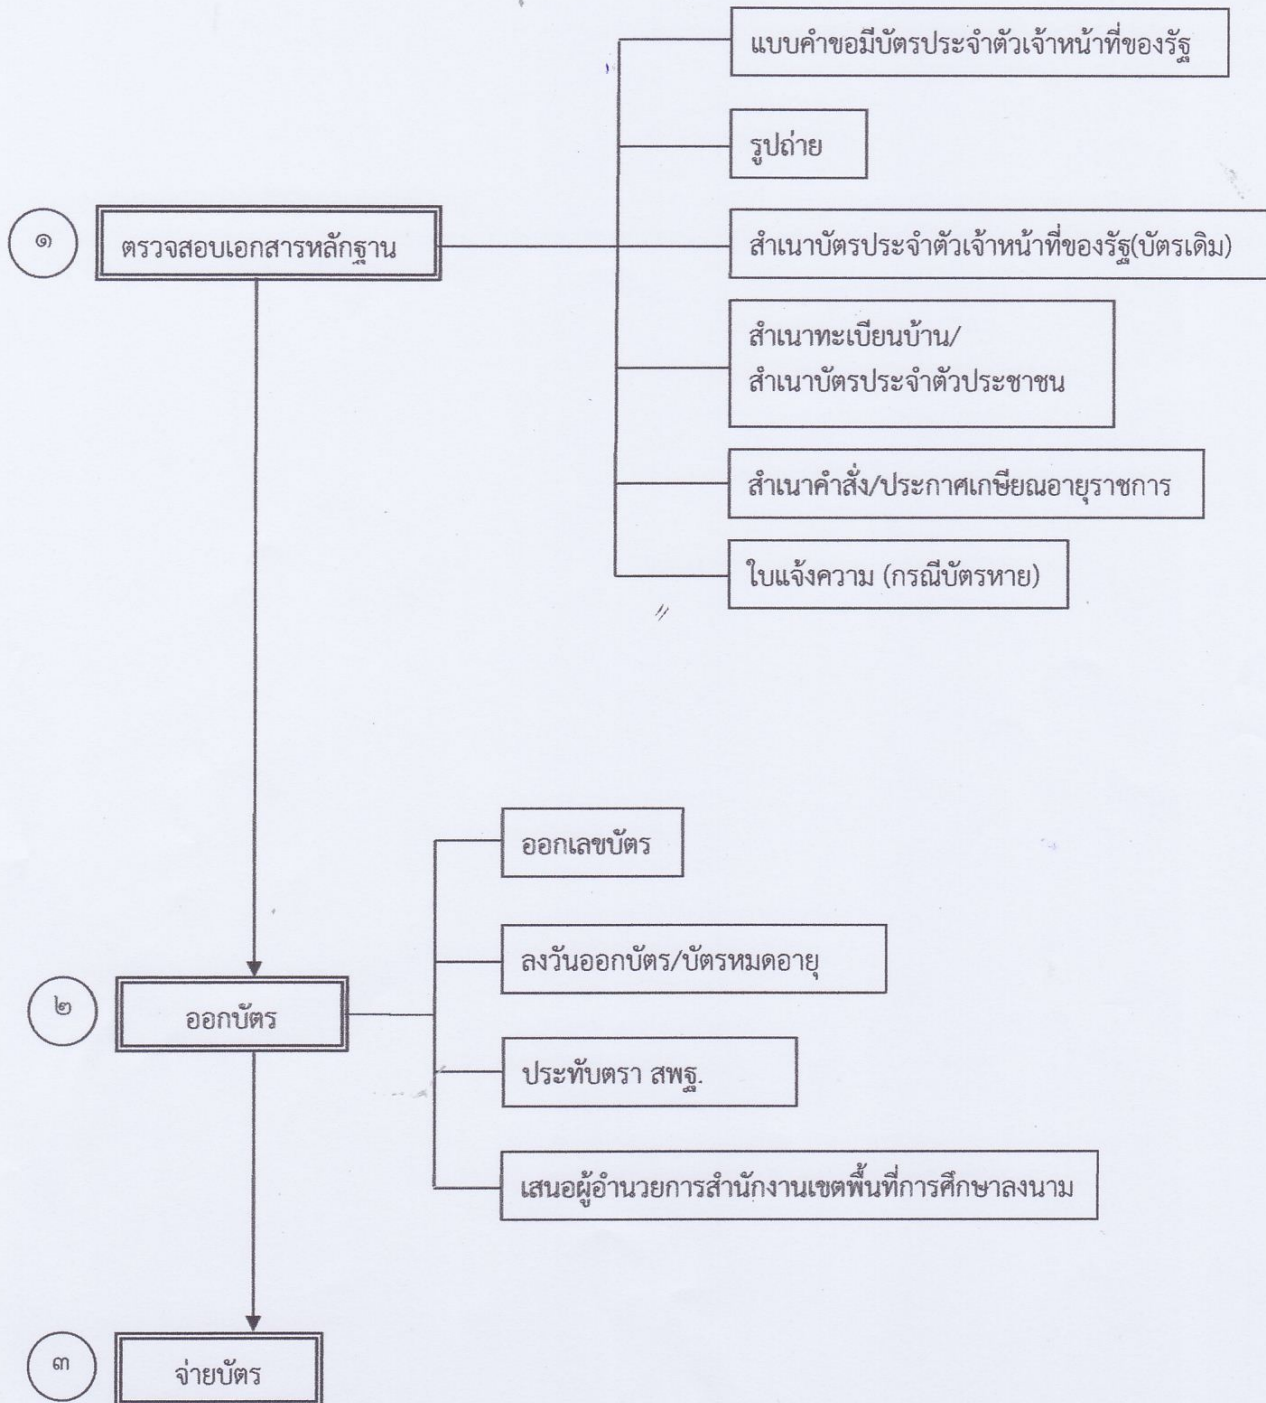 แบบคำขอมีบัตรประจำตัวเจ้าหน้าที่ของรัฐ
รูปถ่าย
๑
ตรวจสอบเอกสารหลักฐาน
สำเนาบัตรประจำตัวเจ้าหน้าที่ของรัฐ(บัตรเดิม)
สำเนาทะเบียนบ้าน/
สำเนาบัตรประจำตัวประชาชน
สำเนาคำสั่ง/ประกาศเกษียณอายุราชการ
ใบแจ้งความ (กรณีบัตรหาย)
ออกเลขบัตร
ลงวันออกบัตร/บัตรหมดอายุ
๒
ออกบัตร
ประทับตรา สพฐ.
เสนอผู้อำนวยการสำนักงานเขตพื้นที่การศึกษาลงนาม
๓
จ่ายบัตร